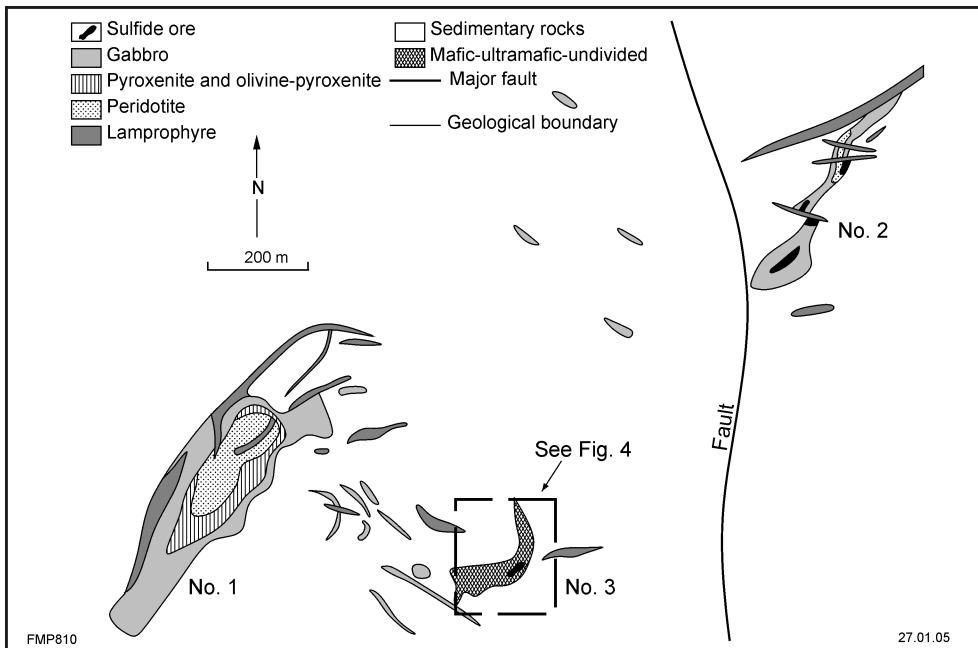 Sulfide ore
Gabbro
Pyroxenite and olivine-pyroxenite
Peridotite
Lamprophyre
Sedimentary rocks
Mafic-ultramafic-undivided
Major fault
Geological boundary
N
200 m
No. 2
Fault
See Fig. 4
No. 1
No. 3
FMP810
27.01.05